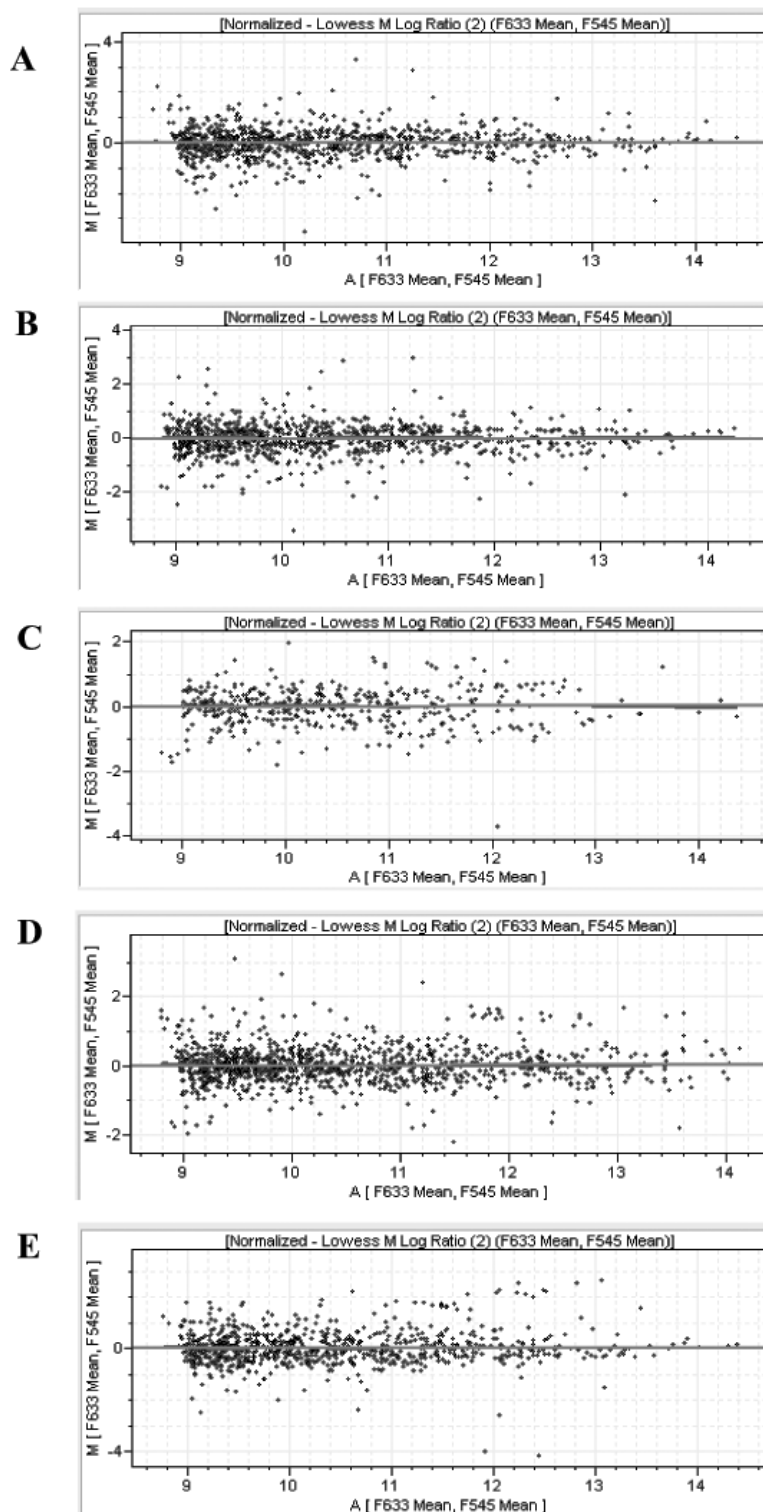 A
[Normalized - Lowess M Log Ratio (2) (F633 Mean, F545 Mean)]
M [ F633 Mean, F545 Mean ]
4
0
9 10 11 12 13 14
A [ F633 Mean, F545 Mean ]
B
[Normalized - Lowess M Log Ratio (2) (F633 Mean, F545 Mean)]
M [ F633 Mean, F545 Mean ]
4
2
0
-2
9 10 11 12 13 14
A [ F633 Mean, F545 Mean ]
C
[Normalized - Lowess M Log Ratio (2) (F633 Mean, F545 Mean)]
M [ F633 Mean, F545 Mean ]
2
0
-2
-4
9 10 11 12 13 14
A [ F633 Mean, F545 Mean ]
D
[Normalized - Lowess M Log Ratio (2) (F633 Mean, F545 Mean)]
M [ F633 Mean, F545 Mean ]
2
0
-2
9 10 11 12 13 14
A [ F633 Mean, F545 Mean ]
E
[Normalized - Lowess M Log Ratio (2) (F633 Mean, F545 Mean)]
M [ F633 Mean, F545 Mean ]
0
-4
9 10 11 12 13 14
A [ F633 Mean, F545 Mean ]